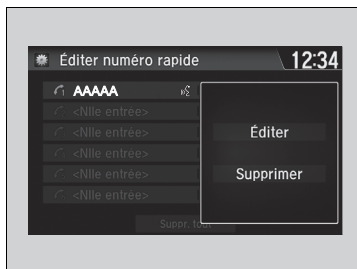 Éditer numéro rapide 12:34
AAAAA
<Nlle entrée>
<Nlle entrée>
<Nlle entrée>
<Nlle entrée>
<Nlle entrée>
Suppr. tout
Éditer
Supprimer